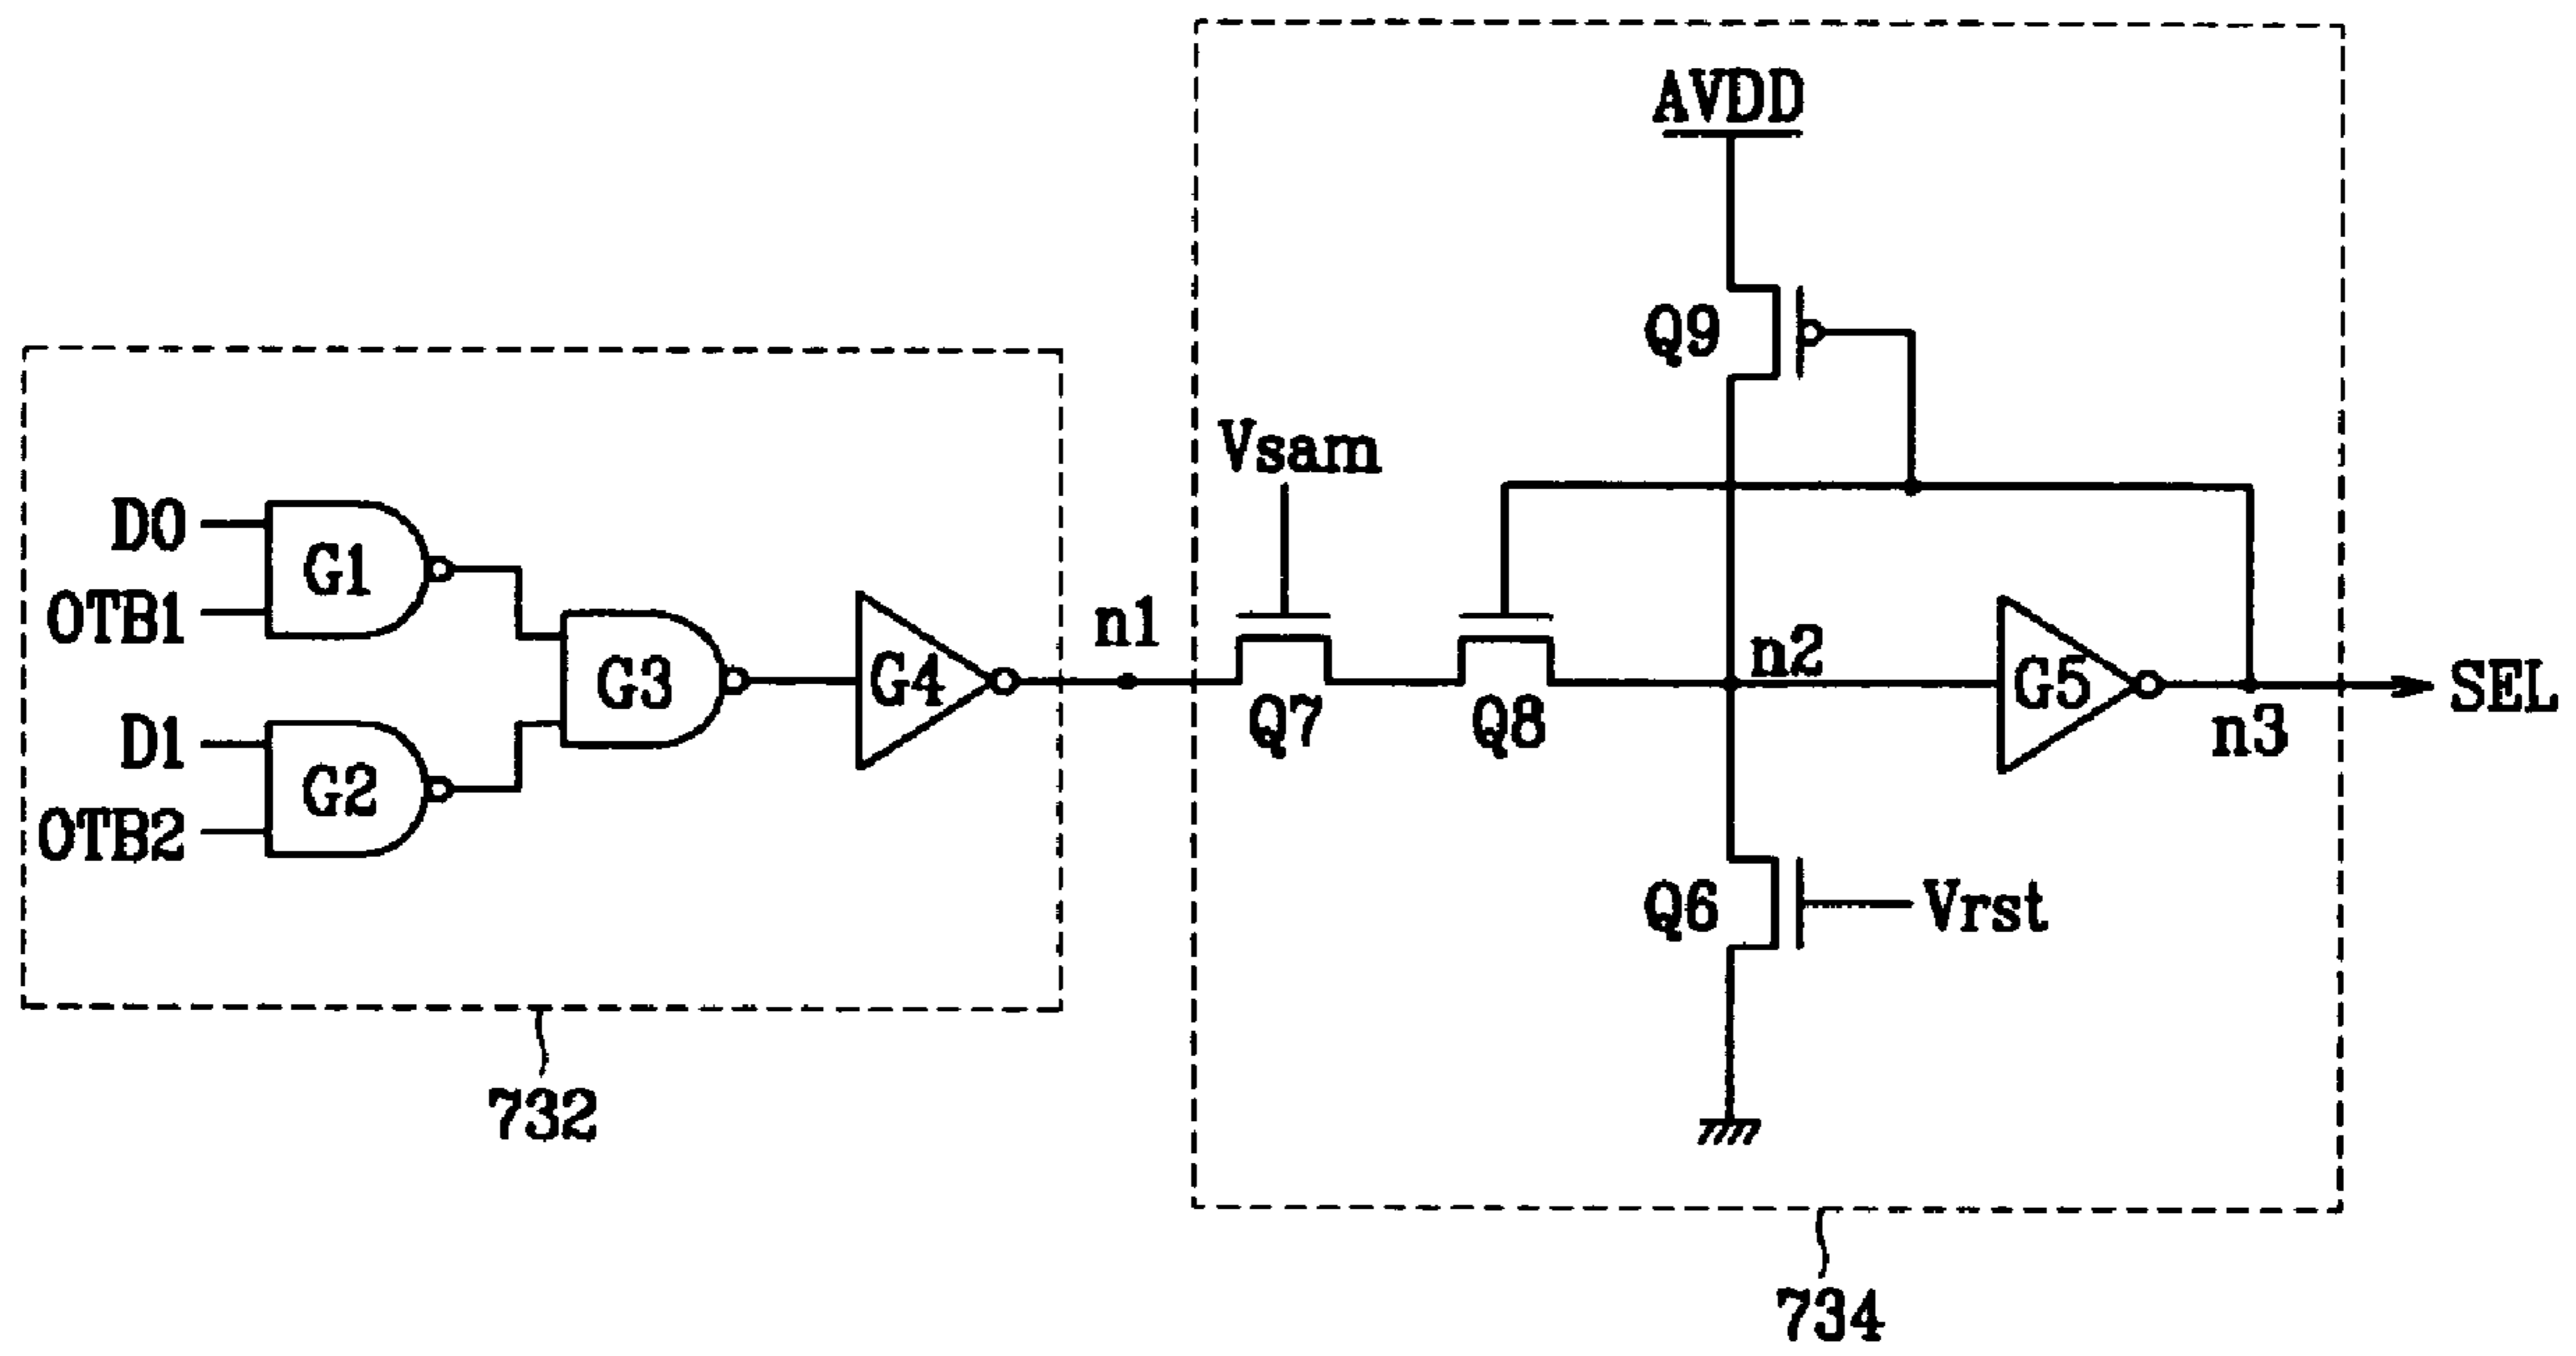 AVDD
Q9
Vsam
D0
G1
OTB1
n1
G3
G4
n2
G5
SEL
D1
G2
Q7
Q8
n3
OTB2
Q6
Vrst
732
734